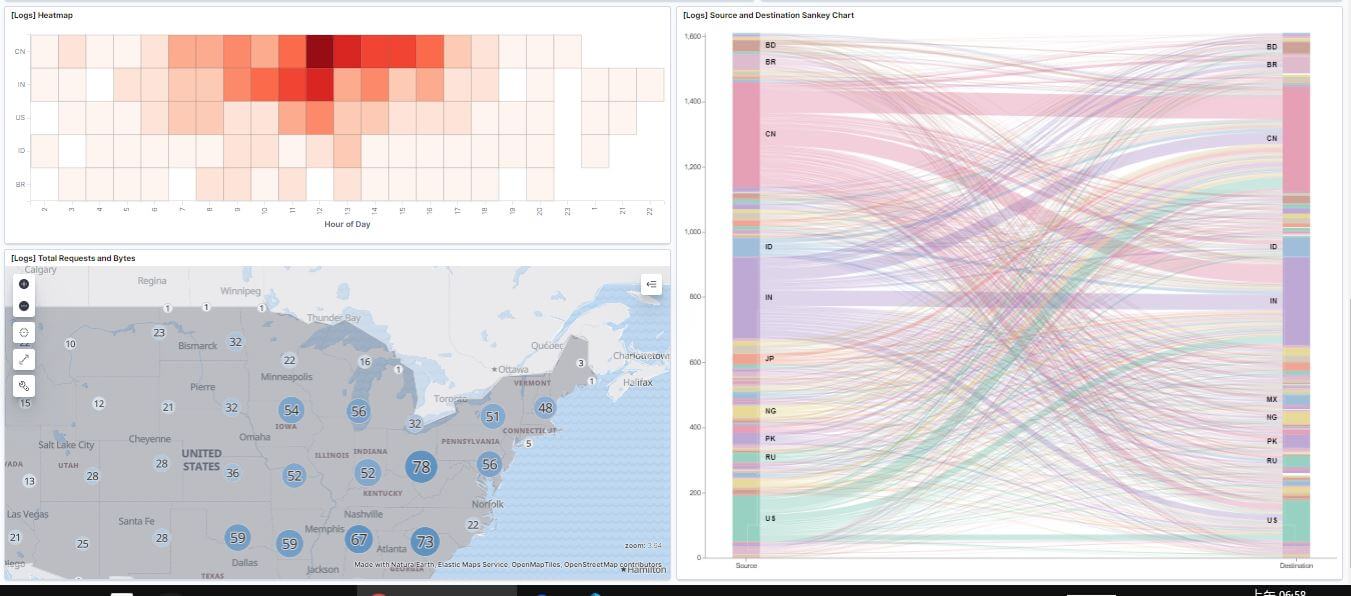 [Logs] Heatmap
CN
IN
US
ID
BR
2 3 4 5 6 7 8 9 10 11 12 13 14 15 16 17 18 19 20 23 1 21 22
Hour of Day
[Logs] Total Requests and Bytes
Calgary
Regina
Winnipeg
1 1 1
Thunder Bay
23
10
Bismarck
32
22
16
Minneapolis
1
Québec
3
Charlottetown
Ottawa
VERMONT
1
Halifax
Pierre
15
12
21
32
54
IOWA
56
Toronto
32
51
48
CONNECTICUT
Salt Lake City
Cheyenne
Omaha
PENNSYLVANIA
5
UTAH
28
28
UNITED
STATES
36
52
ILLINOIS
INDIANA
52
78
56
VADA
13
KENTUCKY
Las Vegas
Santa Fe
Nashville
Norfolk
22
21
25
28
59
59
Memphis
67
Atlanta
73
Dallas
TEXAS
Jackson
GEORGIA
zoom: 3.94
Made with NaturalEarth, Elastic Maps Service, OpenMapTiles, OpenStreetMap contributors
Hamilton
[Logs] Source and Destination Sankey Chart
1,600
1,400
1,200
1,000
800
600
400
200
0
BD
BR
CN
ID
IN
JP
NG
PK
RU
US
Source
BD
BR
CN
ID
IN
MX
NG
PK
RU
US
Destination
上午 06:58